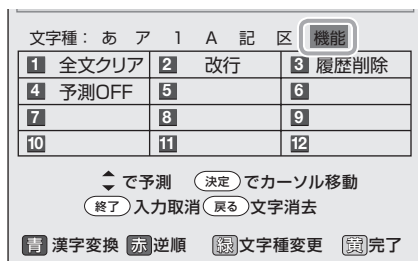 文字種： あ ア 1 A 記 区 機能
1 全文クリア 2 改行 3 履歴削除
4 予測OFF 5 6
7 8 9
10 11 12
で予測 決定でカーソル移動
終了入力取消 戻る文字消去
青漢字変換 赤逆順 緑文字種変更 黄完了